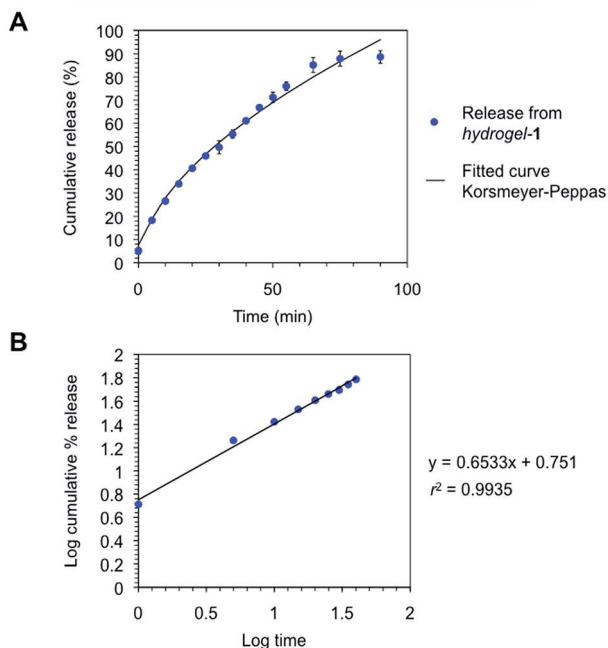 A
Cumulative release (%)
100
90
80
70
60
50
40
30
20
10
0
0 50 100
Time (min)
Release from
hydrogel-1
Fitted curve
Korsmeyer-Peppas
B
Log cumulative % release
2
1.8
1.6
1.4
1.2
1
0.8
0.6
0.4
0.2
0
0 0.5 1 1.5 2
Log time
y = 0.6533x + 0.751
r² = 0.9935